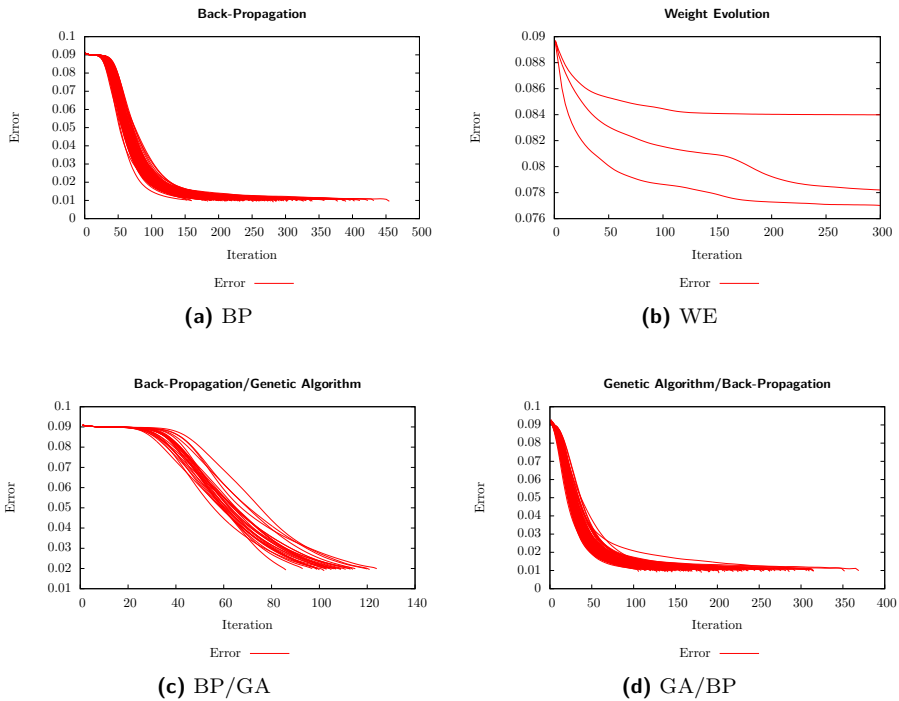 Back-Propagation
0.1
0.09
0.08
0.07
0.06
0.05
0.04
0.03
0.02
0.01
0
Error
0 50 100 150 200 250 300 350 400 450 500
Iteration
Error
(a) BP
Weight Evolution
0.09
0.088
0.086
0.084
0.082
0.08
0.078
0.076
Error
0 50 100 150 200 250 300
Iteration
Error
(b) WE
Back-Propagation/Genetic Algorithm
0.1
0.09
0.08
0.07
0.06
0.05
0.04
0.03
0.02
0.01
Error
0 20 40 60 80 100 120 140
Iteration
Error
(c) BP/GA
Genetic Algorithm/Back-Propagation
0.1
0.09
0.08
0.07
0.06
0.05
0.04
0.03
0.02
0.01
0
Error
0 50 100 150 200 250 300 350 400
Iteration
Error
(d) GA/BP